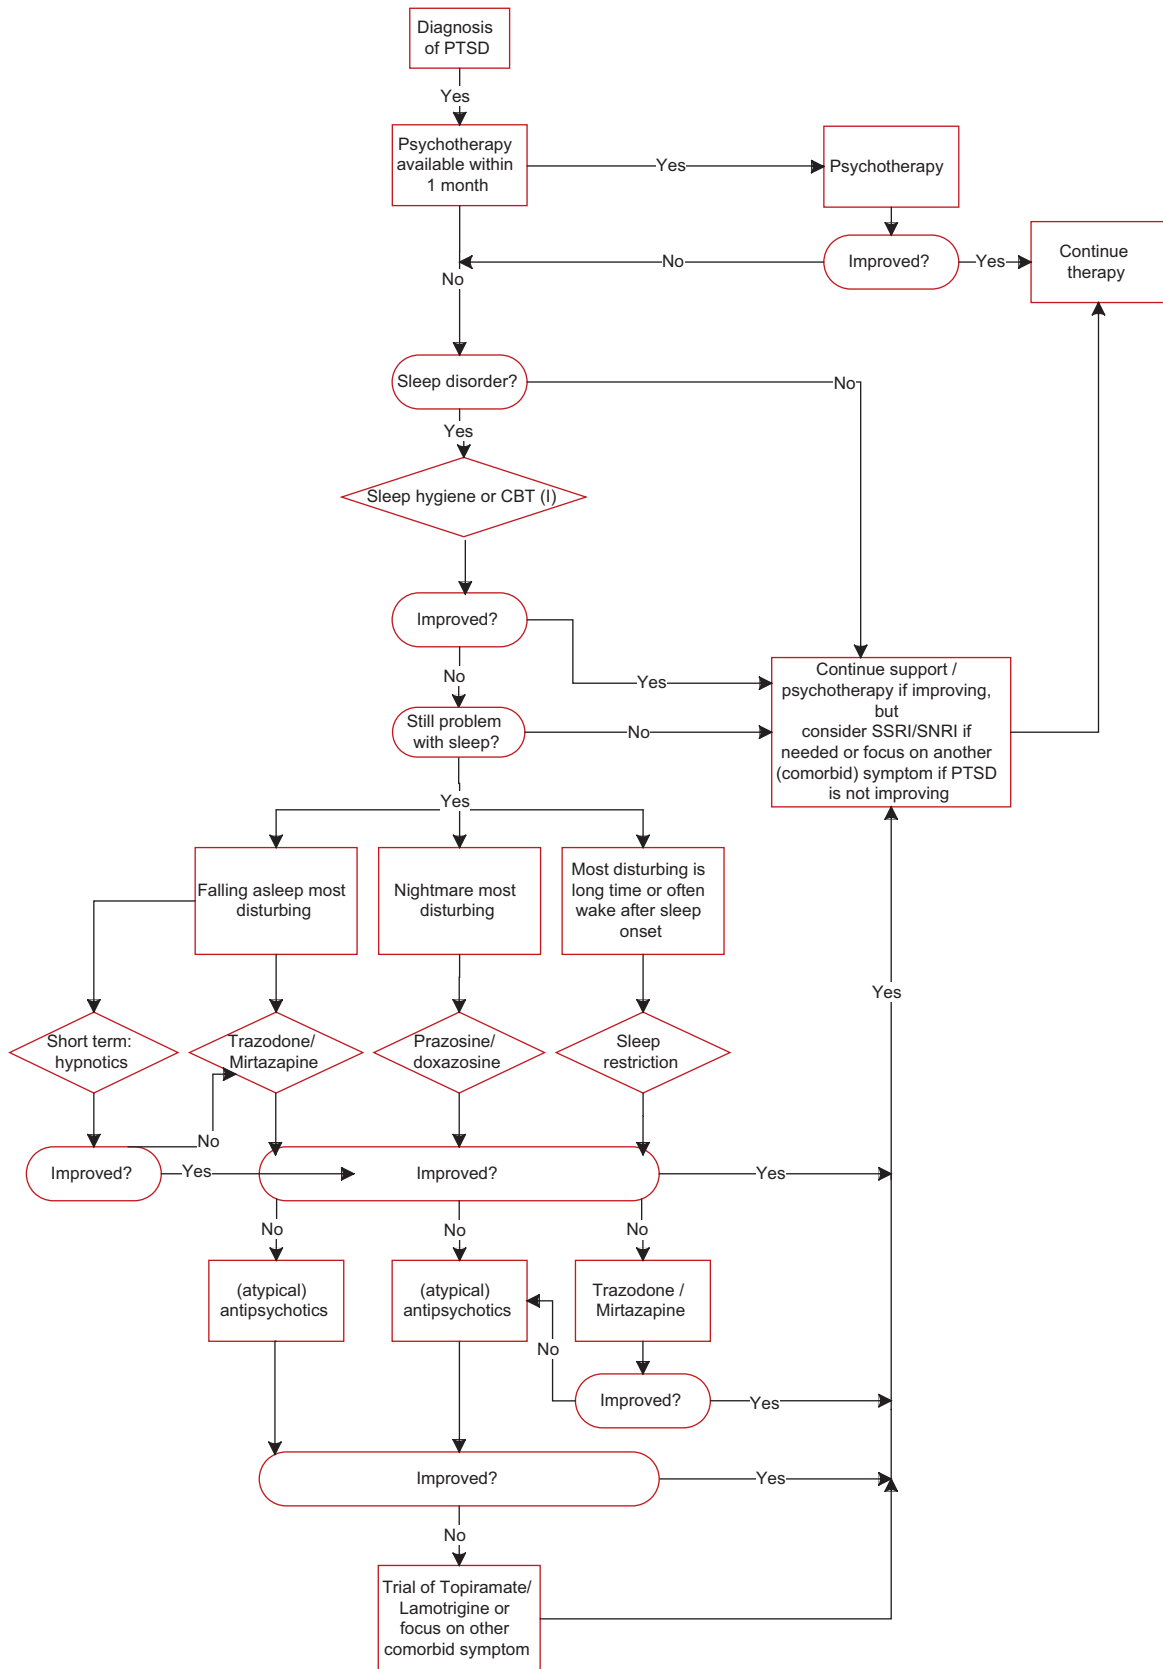 Diagnosis
of PTSD
Yes
Psychotherapy
available within
1 month
Yes
Psychotherapy
Improved?
Yes
Continue
therapy
No
No
Sleep disorder?
No
Yes
Sleep hygiene or CBT (I)
Improved?
Yes
No
Still problem
with sleep?
No
Continue support /
psychotherapy if improving,
but
consider SSRI/SNRI if
needed or focus on another
(comorbid) symptom if PTSD
is not improving
Yes
Falling asleep most
disturbing
Nightmare most
disturbing
Most disturbing is
long time or often
wake after sleep
onset
Yes
Short term:
hypnotics
Trazodone/
Mirtazapine
Prazosine/
doxazosine
Sleep
restriction
No
Improved?
Yes
Improved?
Yes
No
No
No
(atypical)
antipsychotics
(atypical)
antipsychotics
Trazodone /
Mirtazapine
No
Improved?
Yes
Improved?
Yes
No
Trial of Topiramate/
Lamotrigine or
focus on other
comorbid symptom